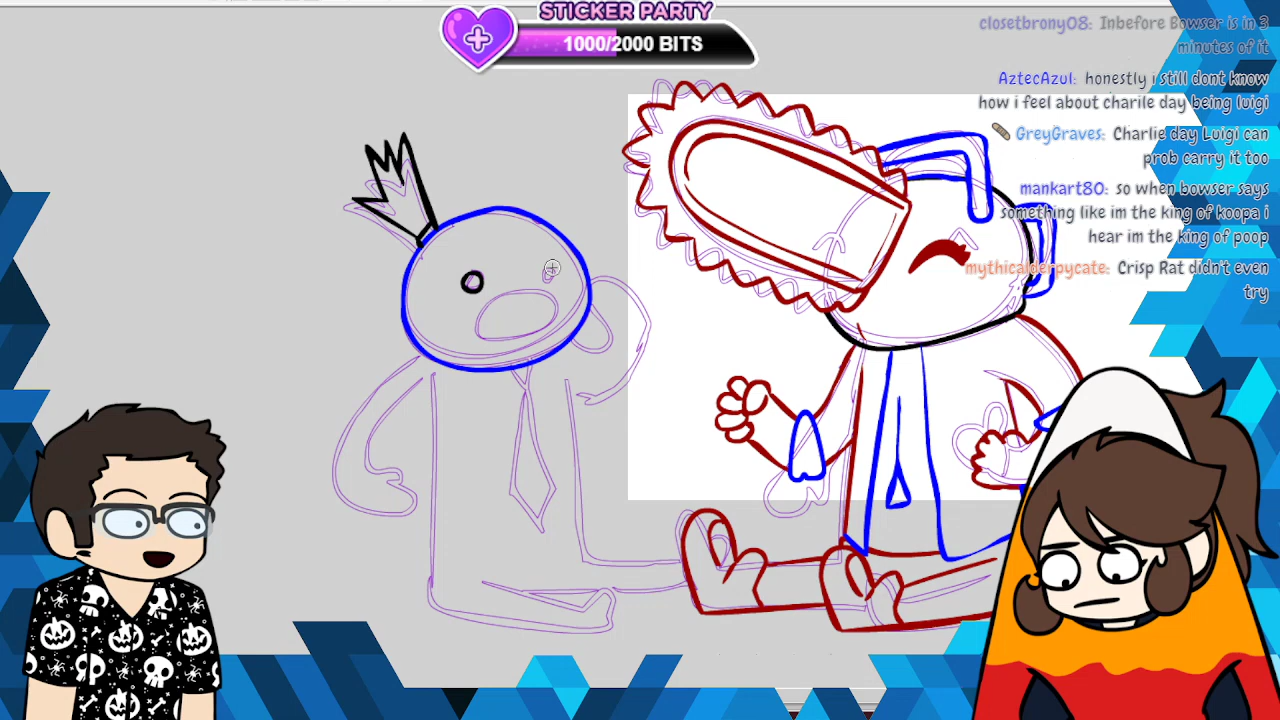 STICKER PARTY
1000/2000 BITS
closetbrony08: Inbefore Bowser is in 3
minutes of it
AztecAzul: honestly i still dont know
how i feel about charile day being luigi
GreyGraves: Charlie day Luigi can
prob carry it too
mankart80: so when bowser says
something like im the king of koopa i
hear im the king of poop
mythicalderpycate: Crisp Rat didn't even
try